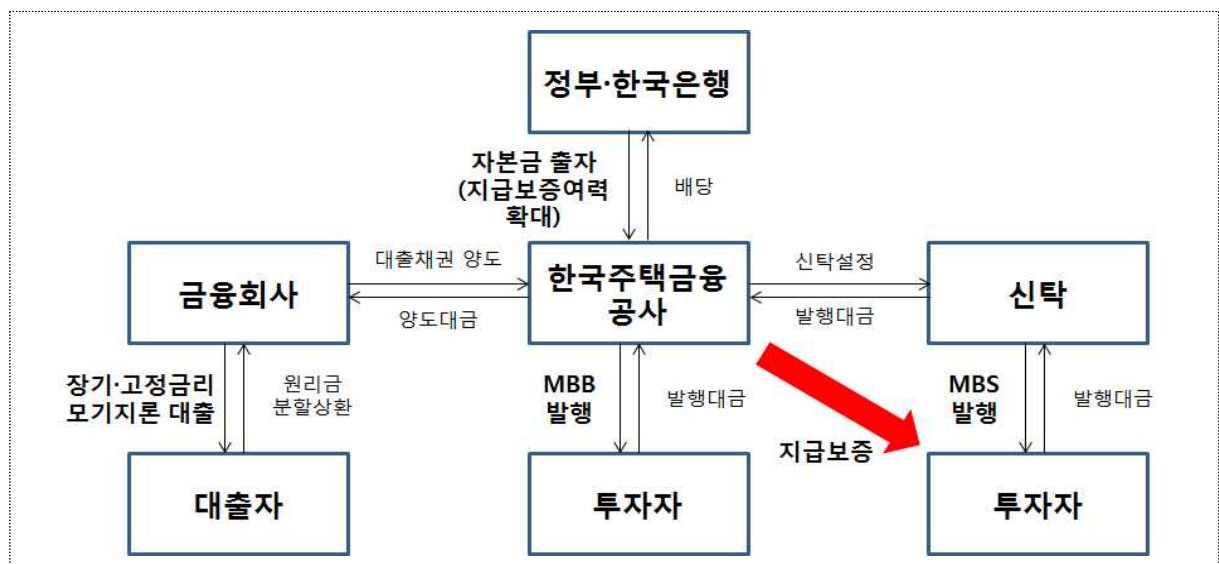 정부·한국은행
자본금 출자
(지급보증여력
확대)
배당
금융회사
대출채권 양도
양도대금
한국주택금융
공사
신탁설정
발행대금
신탁
장기·고정금리
모기지론 대출
원리금
분할상환
MBB
발행
발행대금
지급보증
MBS
발행
발행대금
대출자
투자자
투자자